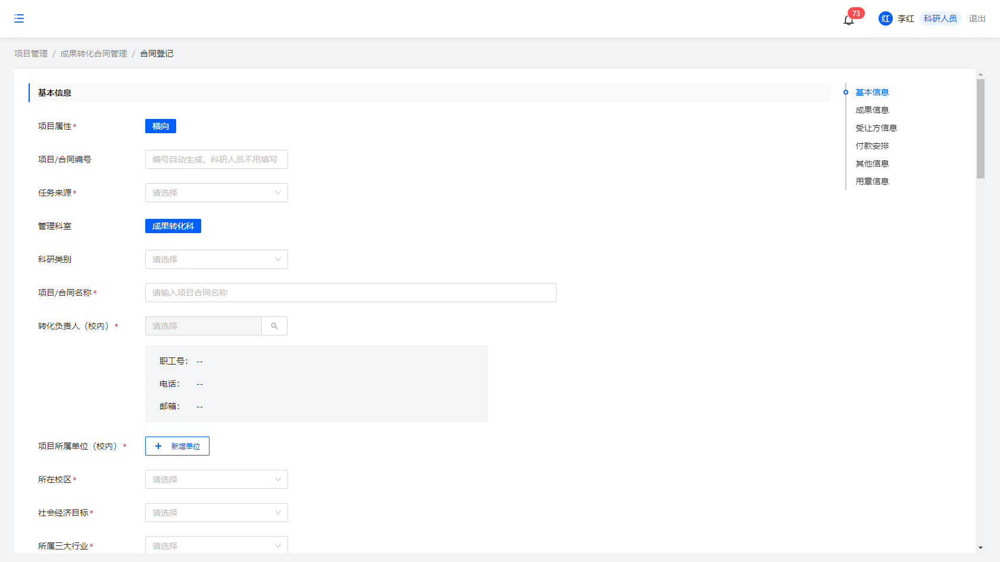 73
红 李红 科研人员 退出
项目管理 / 成果转化合同管理 / 合同登记
基本信息
项目属性* 横向
项目/合同编号 编号自动生成，科研人员不用填写
任务来源* 请选择
管理科室 成果转化科
科研类别 请选择
项目/合同名称* 请输入项目合同名称
转化负责人（校内）* 请选择
职工号： --
电话： --
邮箱： --
项目所属单位（校内）* + 新增单位
所在校区* 请选择
社会经济目标* 请选择
所属三大行业* 请选择
基本信息
成果信息
受让方信息
付款安排
其他信息
用章信息